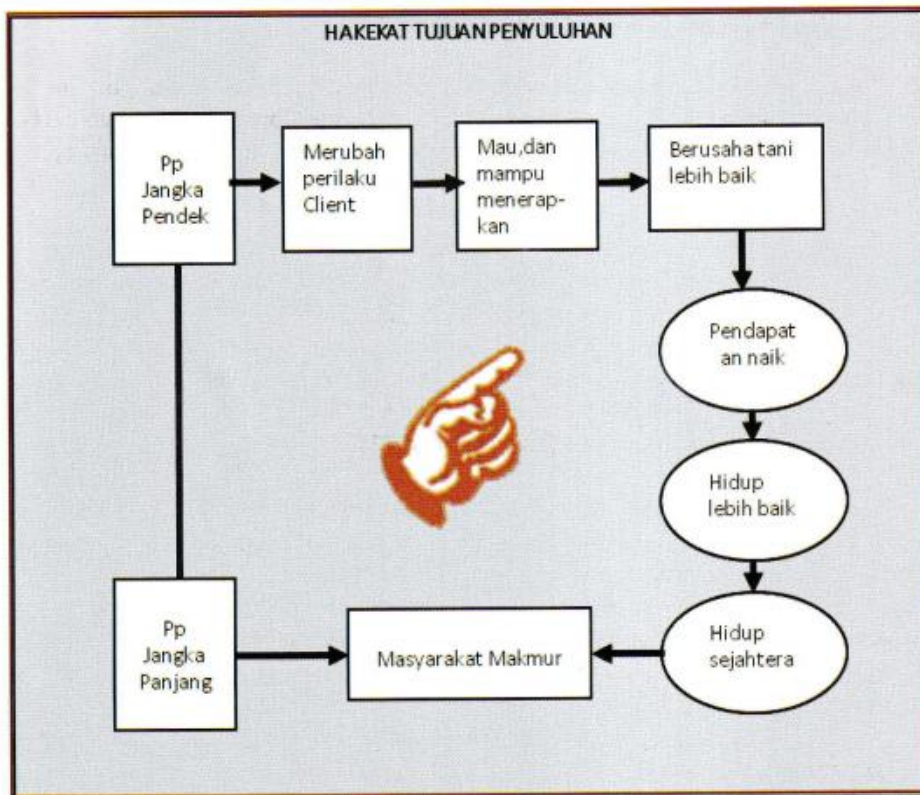 HAKEKAT TUJUAN PENYULUHAN
Pp
Jangka
Pendek
Merubah
perilaku
Client
Mau,dan
mampu
menerap-
kan
Berusaha tani
lebih baik
Pendapat
an naik
Hidup
lebih baik
Hidup
sejahtera
Masyarakat Makmur
Pp
Jangka
Panjang